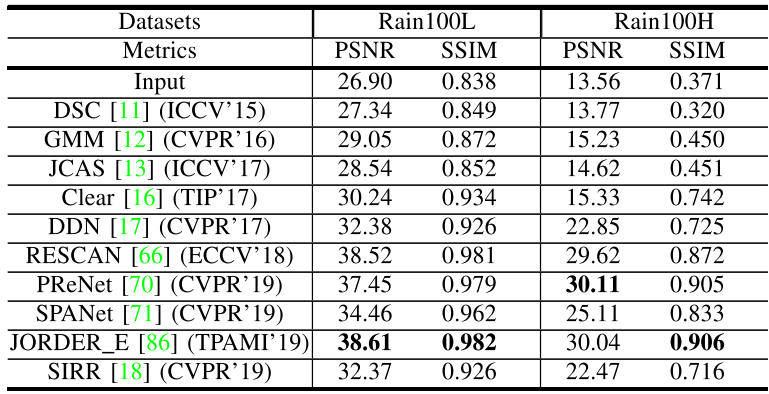 Datasets Rain100L Rain100H
Metrics PSNR SSIM PSNR SSIM
Input 26.90 0.838 13.56 0.371
DSC [11] (ICCV'15) 27.34 0.849 13.77 0.320
GMM [12] (CVPR'16) 29.05 0.872 15.23 0.450
JCAS [13] (ICCV'17) 28.54 0.852 14.62 0.451
Clear [16] (TIP'17) 30.24 0.934 15.33 0.742
DDN [17] (CVPR'17) 32.38 0.926 22.85 0.725
RESCAN [66] (ECCV'18) 38.52 0.981 29.62 0.872
PReNet [70] (CVPR'19) 37.45 0.979 30.11 0.905
SPANet [71] (CVPR'19) 34.46 0.962 25.11 0.833
JORDER_E [86] (TPAMI'19) 38.61 0.982 30.04 0.906
SIRR [18] (CVPR'19) 32.37 0.926 22.47 0.716